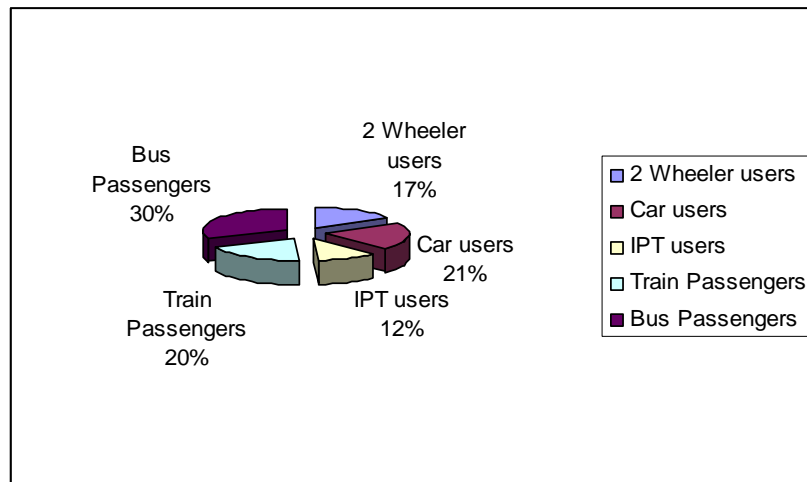 2 Wheeler
users
17%
Car users
21%
IPT users
12%
Train
Passengers
20%
Bus
Passengers
30%
2 Wheeler users
Car users
IPT users
Train Passengers
Bus Passengers